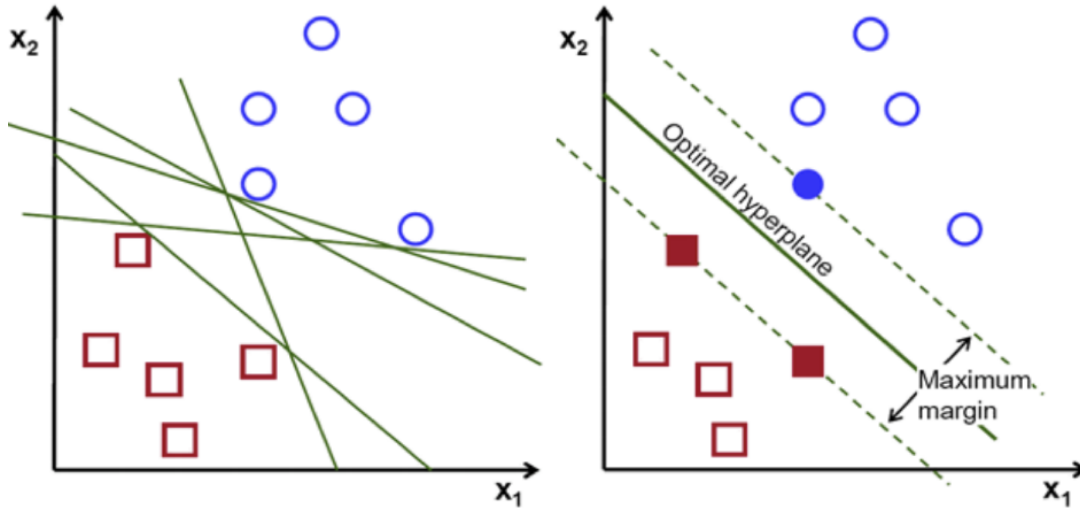 x₂
x₁
x₂
Optimal hyperplane
Maximum
margin
x₁